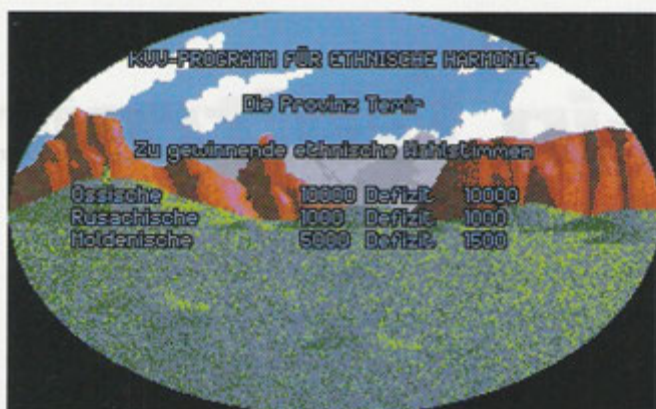 KVV-PROGRAMM FÜR ETHNISCHE HARMONIE
Die Provinz Temir
Zu gewinnende ethnische Wahlstimmen
Ossische 10000 Defizit 10000
Rusachische 1000 Defizit 1000
Moldenische 5000 Defizit 1500